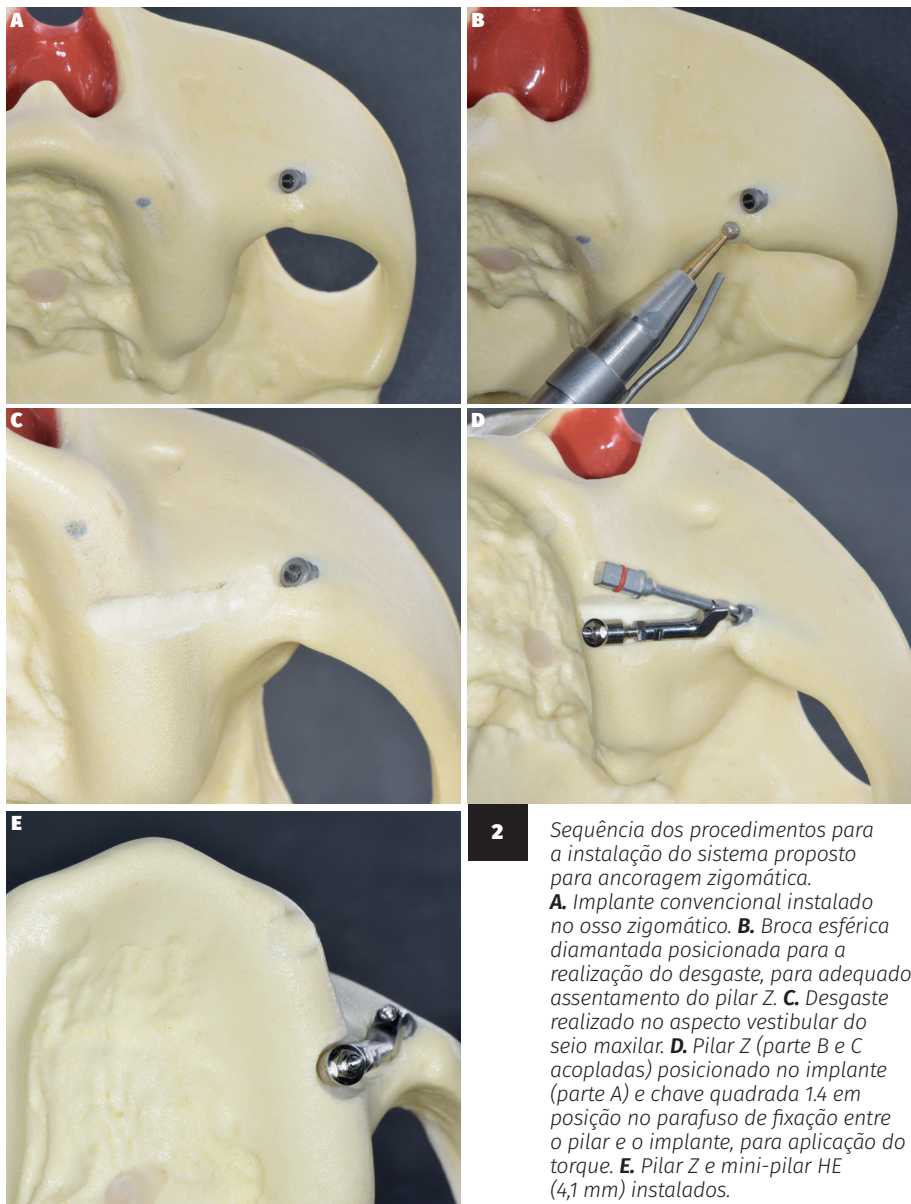 A
B
C
D
E
2
Sequência dos procedimentos para
a instalação do sistema proposto
para ancoragem zigomática.
A. Implante convencional instalado
no osso zigomático. B. Broca esférica
diamantada posicionada para a
realização do desgaste, para adequado
assentamento do pilar Z. C. Desgaste
realizado no aspecto vestibular do
seio maxilar. D. Pilar Z (parte B e C
acopladas) posicionado no implante
(parte A) e chave quadrada 1.4 em
posição no parafuso de fixação entre
o pilar e o implante, para aplicação do
torque. E. Pilar Z e mini-pilar HE
(4,1 mm) instalados.